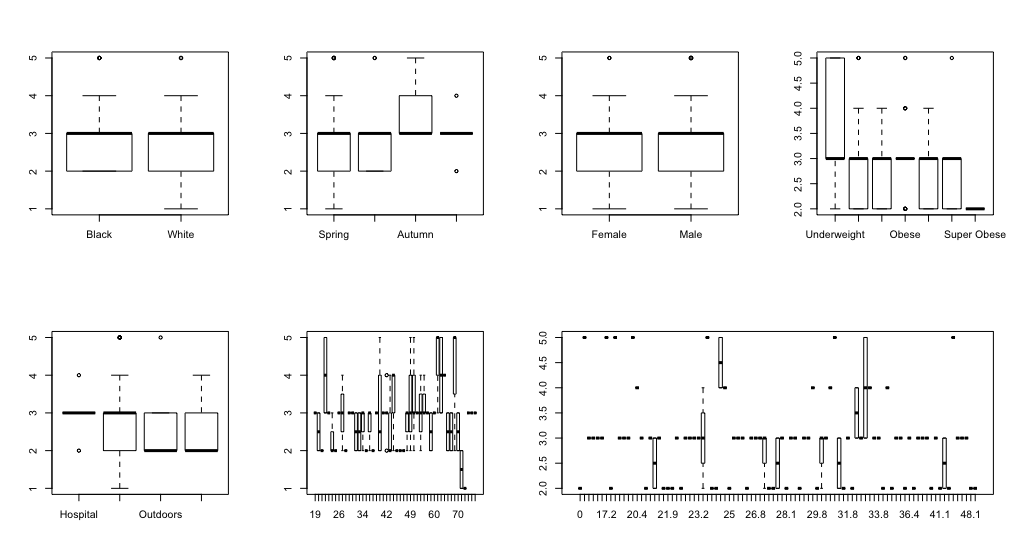 1 2 3 4 5
Black White
1 2 3 4 5
Spring Autumn
1 2 3 4 5
Female Male
2.0 2.5 3.0 3.5 4.0 4.5 5.0
Underweight Obese Super Obese
1 2 3 4 5
Hospital Outdoors
1 2 3 4 5
19 26 34 42 49 60 70
2.0 2.5 3.0 3.5 4.0 4.5 5.0
0 17.2 20.4 21.9 23.2 25 26.8 28.1 29.8 31.8 33.8 36.4 41.1 48.1